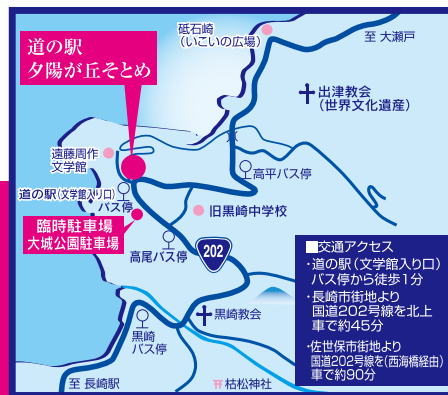 砥石崎
（いこいの広場）
至 大瀬戸
道の駅
夕陽が丘そとめ
出津教会
（世界文化遺産）
遠藤周作
文学館
高平バス停
道の駅（文学館入り口）
バス停
臨時駐車場
大城公園駐車場
旧黒崎中学校
高尾バス停
202
黒崎教会
黒崎
バス停
至 長崎駅
枯松神社
■交通アクセス
・道の駅（文学館入り口）
バス停から徒歩1分
・長崎市街地より
国道202号線を北上
車で約45分
・佐世保市街地より
国道202号線を（西海橋経由）
車で約90分